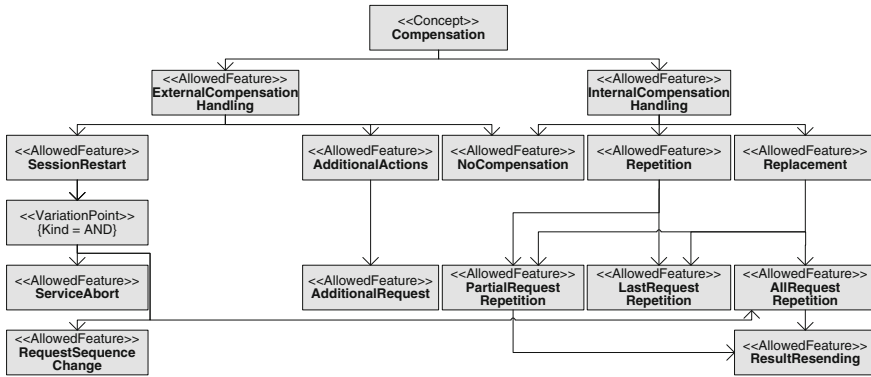 <<Concept>>
Compensation
<<AllowedFeature>>
ExternalCompensation
Handling
<<AllowedFeature>>
InternalCompensation
Handling
<<AllowedFeature>>
SessionRestart
<<AllowedFeature>>
AdditionalActions
<<AllowedFeature>>
NoCompensation
<<AllowedFeature>>
Repetition
<<AllowedFeature>>
Replacement
<<VariationPoint>>
{Kind = AND}
<<AllowedFeature>>
ServiceAbort
<<AllowedFeature>>
AdditionalRequest
<<AllowedFeature>>
PartialRequest
Repetition
<<AllowedFeature>>
LastRequest
Repetition
<<AllowedFeature>>
AllRequest
Repetition
<<AllowedFeature>>
RequestSequence
Change
<<AllowedFeature>>
ResultResending